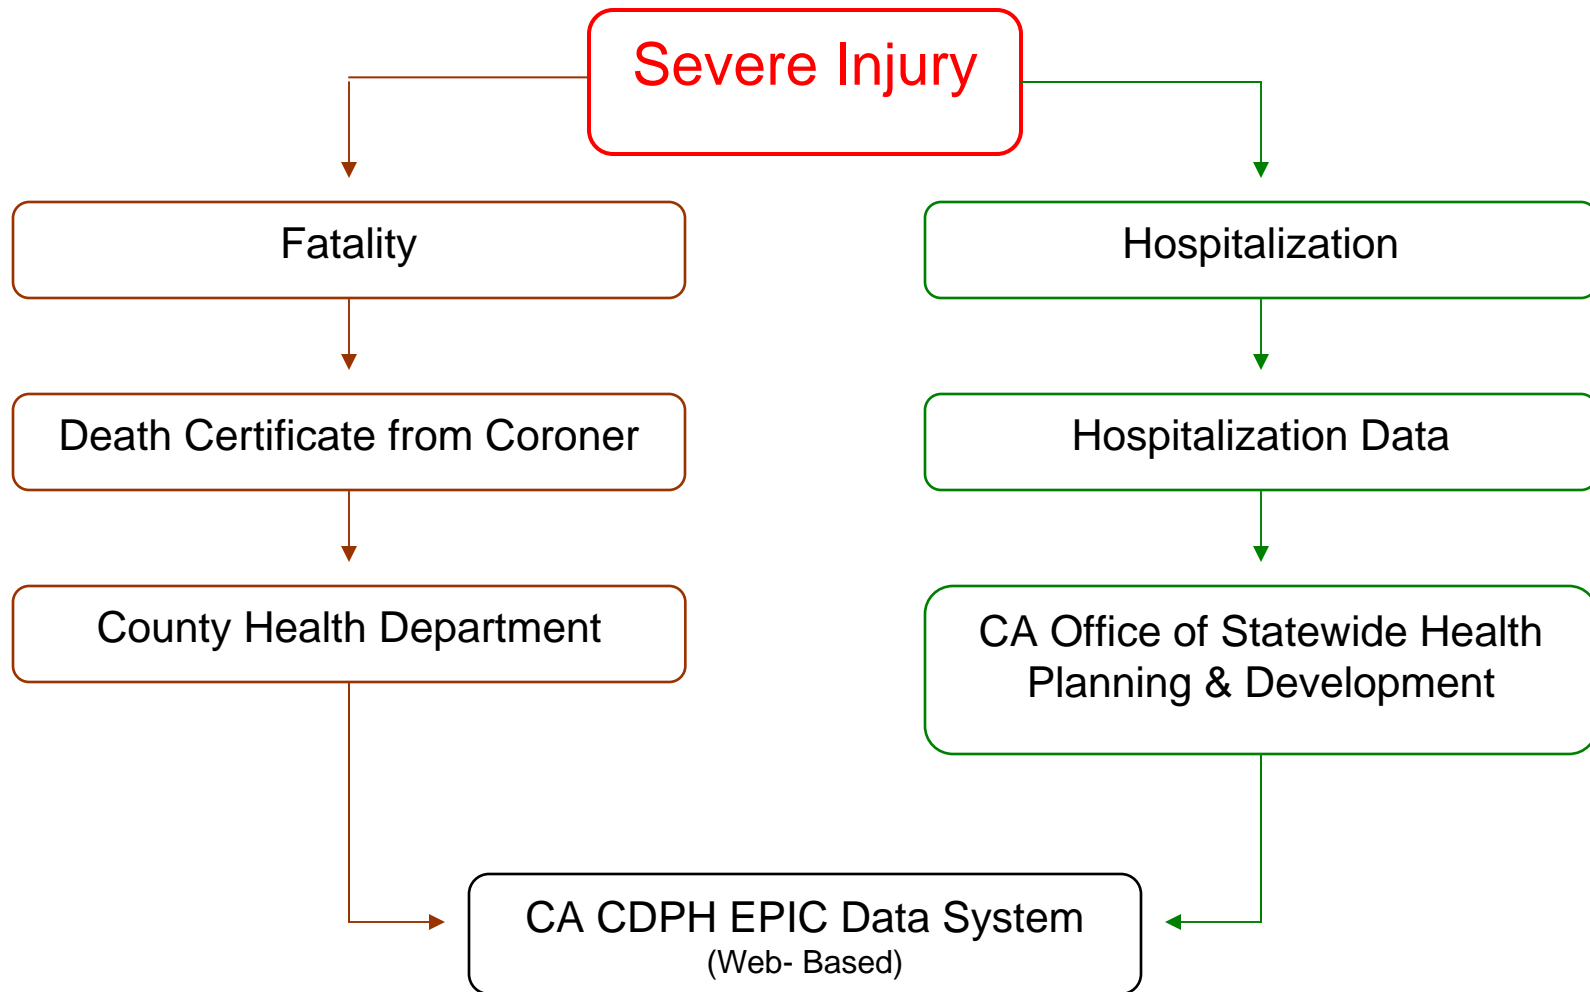 Severe Injury
Fatality
Hospitalization
Death Certificate from Coroner
Hospitalization Data
County Health Department
CA Office of Statewide Health
Planning & Development
CA CDPH EPIC Data System
(Web- Based)